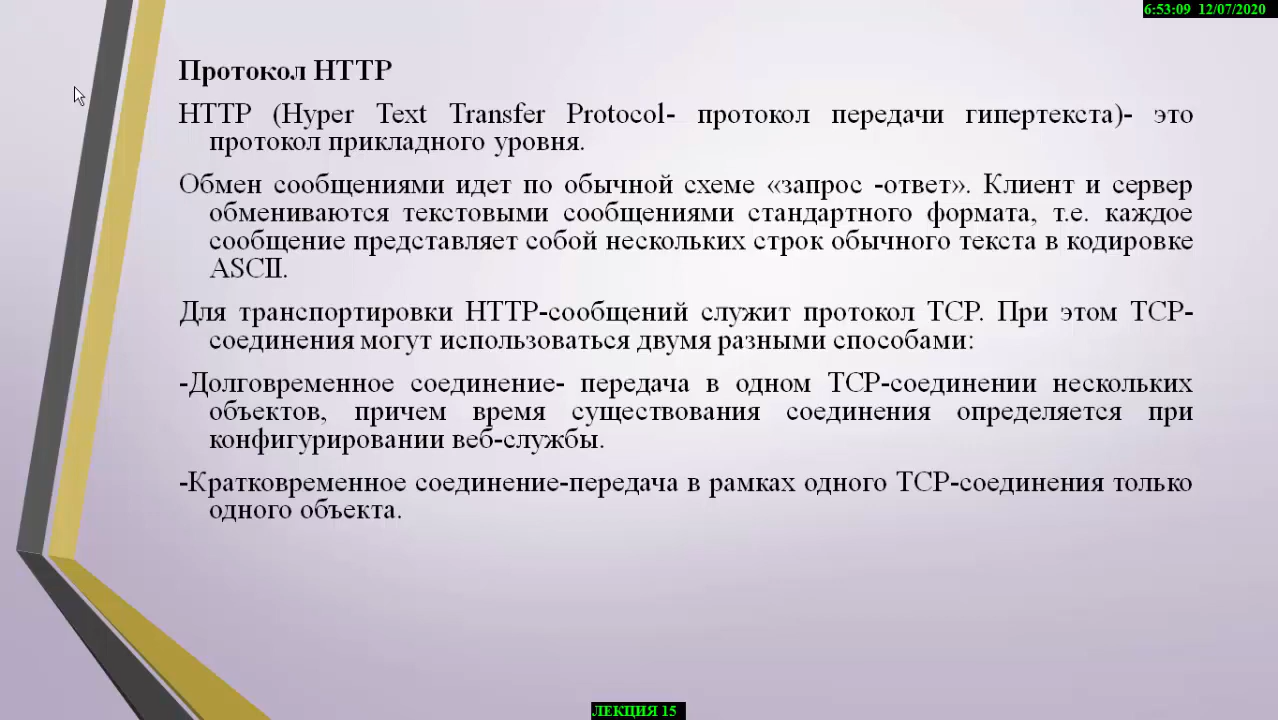 6:53:09 12/07/2020
Протокол HTTP
HTTP (Hyper Text Transfer Protocol- протокол передачи гипертекста)- это
протокол прикладного уровня.
Обмен сообщениями идет по обычной схеме «запрос -ответ». Клиент и сервер
обмениваются текстовыми сообщениями стандартного формата, т.е. каждое
сообщение представляет собой нескольких строк обычного текста в кодировке
ASCII.
Для транспортировки HTTP-сообщений служит протокол TCP. При этом TCP-
соединения могут использоваться двумя разными способами:
-Долговременное соединение- передача в одном TCP-соединении нескольких
объектов, причем время существования соединения определяется при
конфигурировании веб-службы.
-Кратковременное соединение-передача в рамках одного TCP-соединения только
одного объекта.
ЛЕКЦИЯ 15